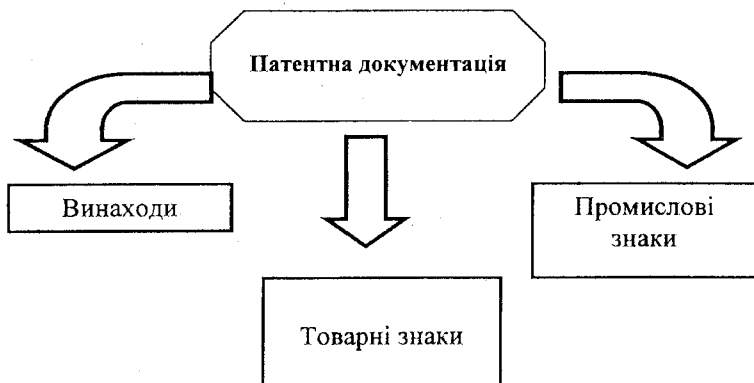 Патентна документація
Винаходи
Промислові
знаки
Товарні знаки